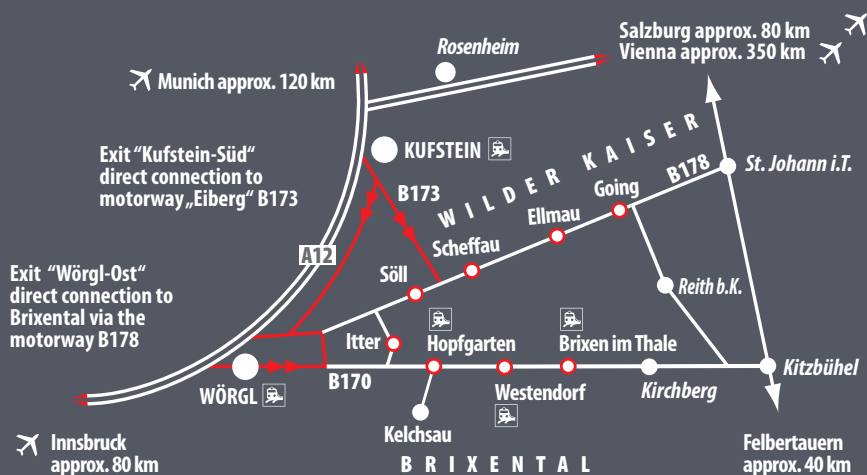 Salzburg approx. 80 km
Vienna approx. 350 km
Rosenheim
Munich approx. 120 km
Exit “Kufstein-Süd“
direct connection to
motorway „Eiberg“ B173
KUFSTEIN
B173
WILDER KAISER
B178
St. Johann i.T.
Going
Ellmau
Scheffau
Söll
A12
Exit “Wörgl-Ost“
direct connection to
Brixental via the
motorway B178
Reith b.K.
Itter
Hopfgarten
Brixen im Thale
WÖRGL
B170
Westendorf
Kirchberg
Kitzbühel
Kelchsau
Innsbruck
approx. 80 km
BRIXENTAL
Felbertauern
approx. 40 km